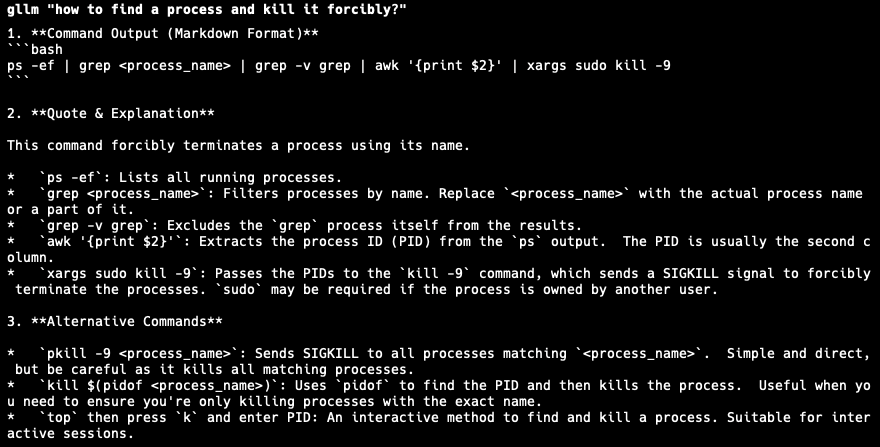 gllm "how to find a process and kill it forcibly?"
1. **Command Output (Markdown Format)**
```bash
ps -ef | grep <process_name> | grep -v grep | awk '{print $2}' | xargs sudo kill -9
```
2. **Quote & Explanation**
This command forcibly terminates a process using its name.
*   `ps -ef`: Lists all running processes.
*   `grep <process_name>`: Filters processes by name. Replace `<process_name>` with the actual process name
or a part of it.
*   `grep -v grep`: Excludes the `grep` process itself from the results.
*   `awk '{print $2}'`: Extracts the process ID (PID) from the `ps` output.  The PID is usually the second c
olumn.
*   `xargs sudo kill -9`: Passes the PIDs to the `kill -9` command, which sends a SIGKILL signal to forcibly
 terminate the processes. `sudo` may be required if the process is owned by another user.
3. **Alternative Commands**
*   `pkill -9 <process_name>`: Sends SIGKILL to all processes matching `<process_name>`.  Simple and direct,
 but be careful as it kills all matching processes.
*   `kill $(pidof <process_name>)`: Uses `pidof` to find the PID and then kills the process.  Useful when yo
u need to ensure you're only killing processes with the exact name.
*   `top` then press `k` and enter PID: An interactive method to find and kill a process. Suitable for inter
active sessions.